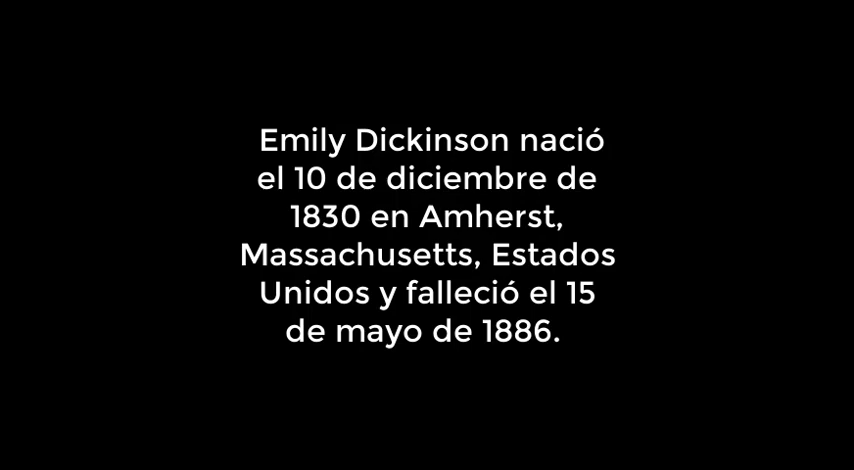 Emily Dickinson nació
el 10 de diciembre de
1830 en Amherst,
Massachusetts, Estados
Unidos y falleció el 15
de mayo de 1886.